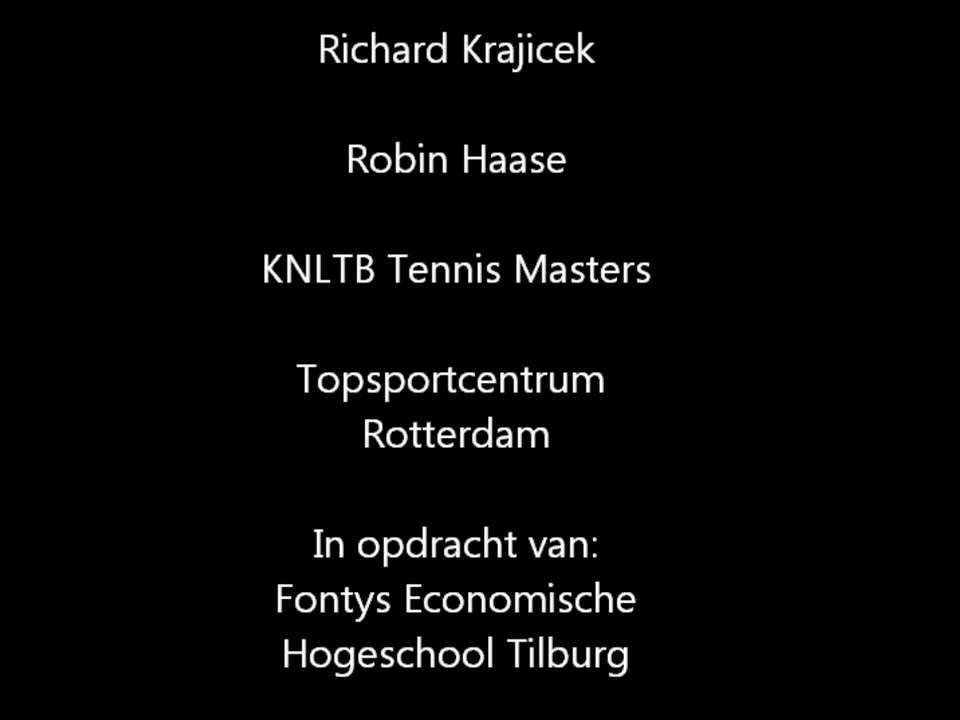 Richard Krajicek
Robin Haase
KNLTB Tennis Masters
Topsportcentrum
Rotterdam
In opdracht van:
Fontys Economische
Hogeschool Tilburg